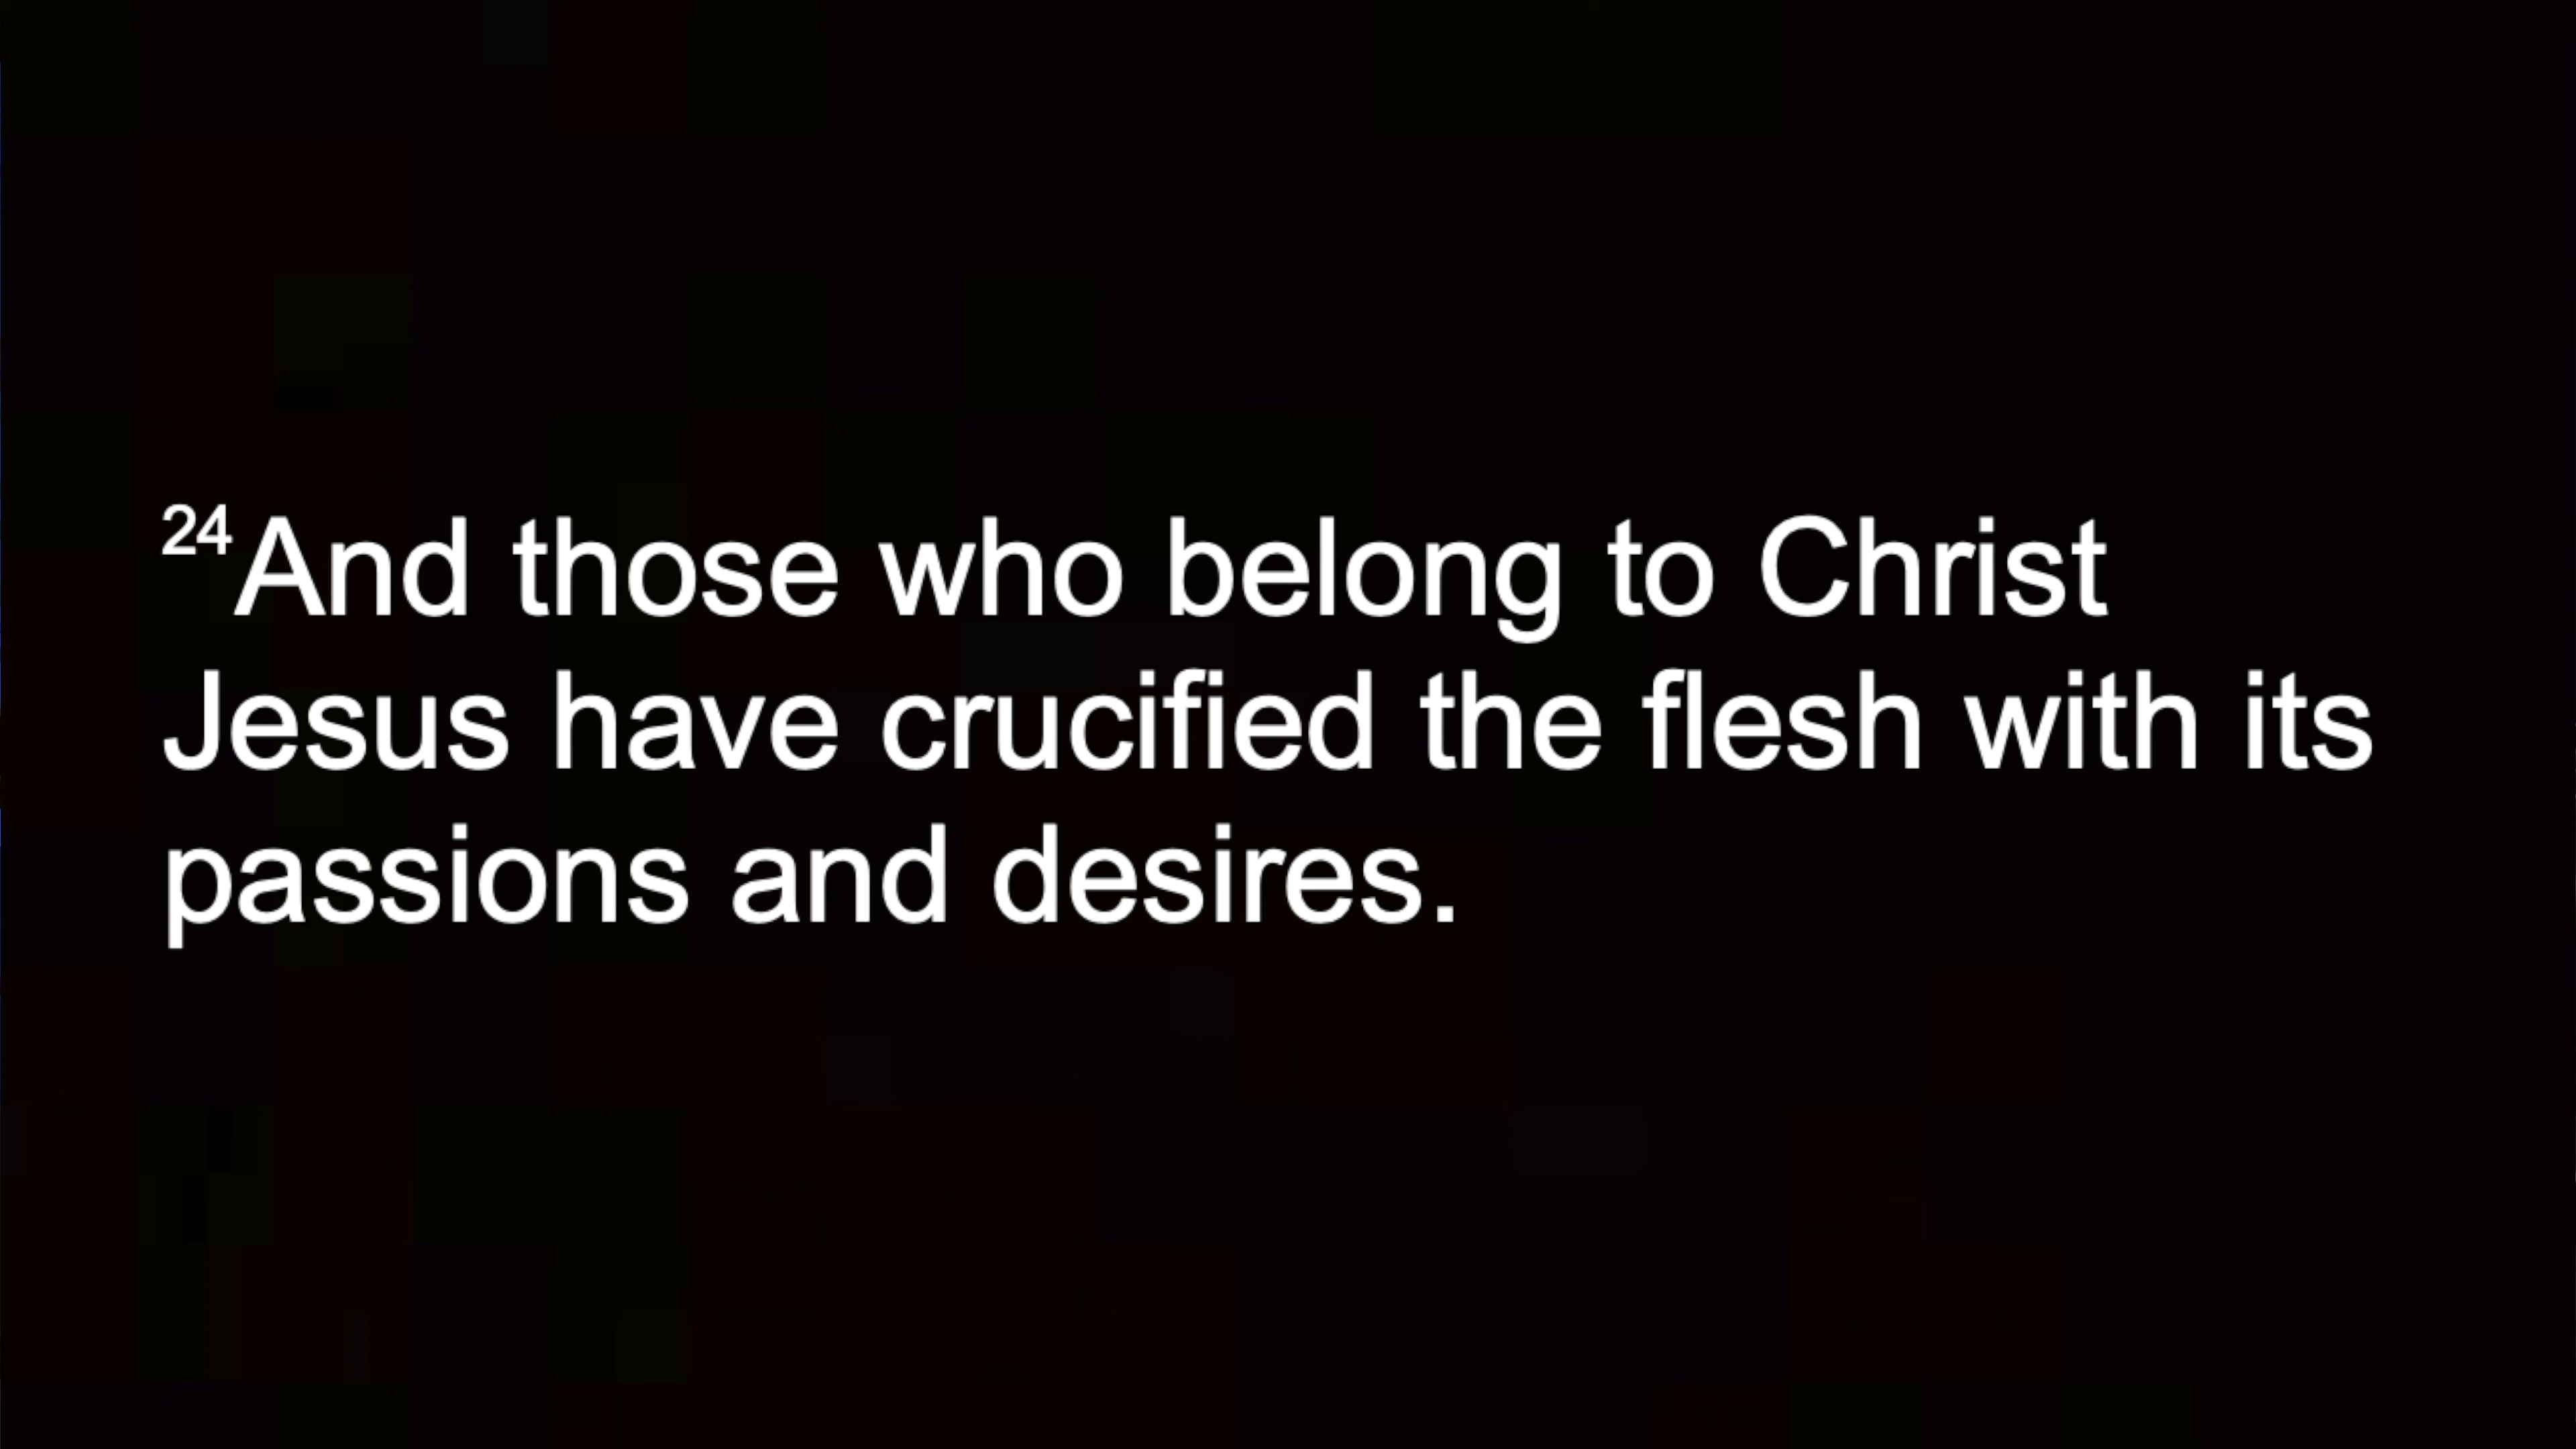 24And those who belong to Christ
Jesus have crucified the flesh with its
passions and desires.